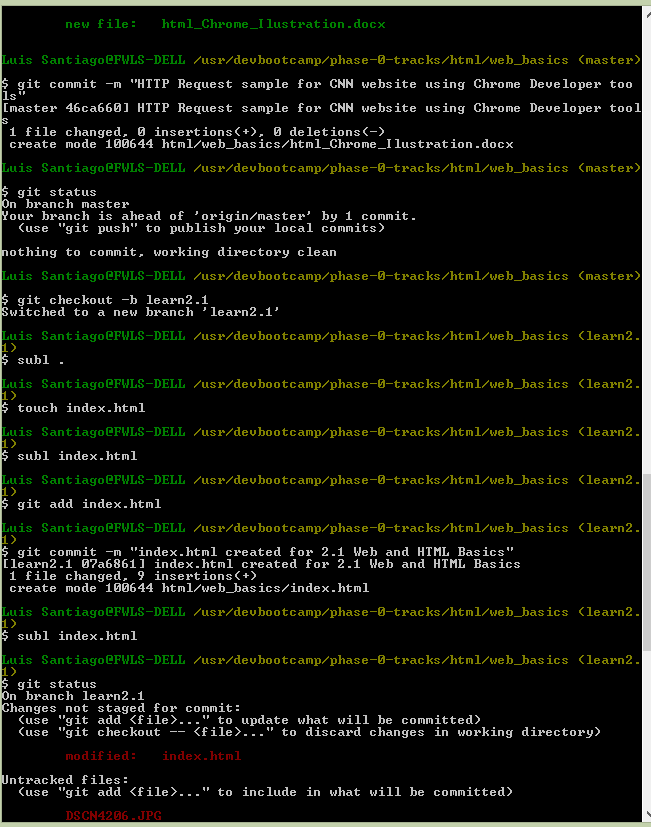 new file:   html_Chrome_Ilustration.docx
Luis Santiago@FWLS-DELL /usr/devbootcamp/phase-0-tracks/html/web_basics (master)
$ git commit -m "HTTP Request sample for CNN website using Chrome Developer too
ls"
[master 46ca660] HTTP Request sample for CNN website using Chrome Developer tool
s
 1 file changed, 0 insertions(+), 0 deletions(-)
 create mode 100644 html/web_basics/html_Chrome_Ilustration.docx
Luis Santiago@FWLS-DELL /usr/devbootcamp/phase-0-tracks/html/web_basics (master)
$ git status
On branch master
Your branch is ahead of 'origin/master' by 1 commit.
  (use "git push" to publish your local commits)
nothing to commit, working directory clean
Luis Santiago@FWLS-DELL /usr/devbootcamp/phase-0-tracks/html/web_basics (master)
$ git checkout -b learn2.1
Switched to a new branch 'learn2.1'
Luis Santiago@FWLS-DELL /usr/devbootcamp/phase-0-tracks/html/web_basics (learn2.
1)
$ subl .
Luis Santiago@FWLS-DELL /usr/devbootcamp/phase-0-tracks/html/web_basics (learn2.
1)
$ touch index.html
Luis Santiago@FWLS-DELL /usr/devbootcamp/phase-0-tracks/html/web_basics (learn2.
1)
$ subl index.html
Luis Santiago@FWLS-DELL /usr/devbootcamp/phase-0-tracks/html/web_basics (learn2.
1)
$ git add index.html
Luis Santiago@FWLS-DELL /usr/devbootcamp/phase-0-tracks/html/web_basics (learn2.
1)
$ git commit -m "index.html created for 2.1 Web and HTML Basics"
[learn2.1 07a6861] index.html created for 2.1 Web and HTML Basics
 1 file changed, 9 insertions(+)
 create mode 100644 html/web_basics/index.html
Luis Santiago@FWLS-DELL /usr/devbootcamp/phase-0-tracks/html/web_basics (learn2.
1)
$ subl index.html
Luis Santiago@FWLS-DELL /usr/devbootcamp/phase-0-tracks/html/web_basics (learn2.
1)
$ git status
On branch learn2.1
Changes not staged for commit:
  (use "git add <file>..." to update what will be committed)
  (use "git checkout -- <file>..." to discard changes in working directory)
modified:   index.html
Untracked files:
  (use "git add <file>..." to include in what will be committed)
DSCN4206.JPG